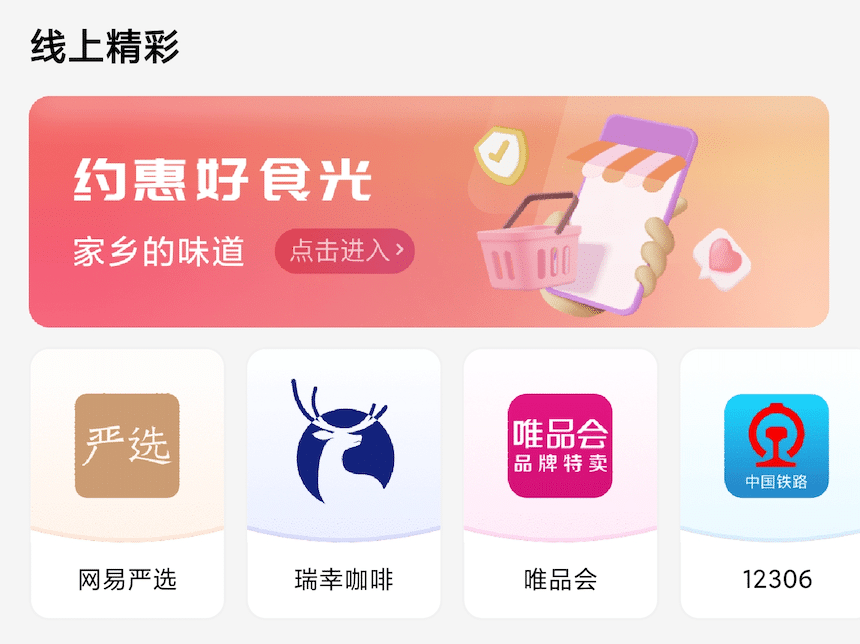 线上精彩
约惠好食光
家乡的味道 点击进入>
严选
唯品会
品牌特卖
中国铁路
网易严选 瑞幸咖啡 唯品会 12306